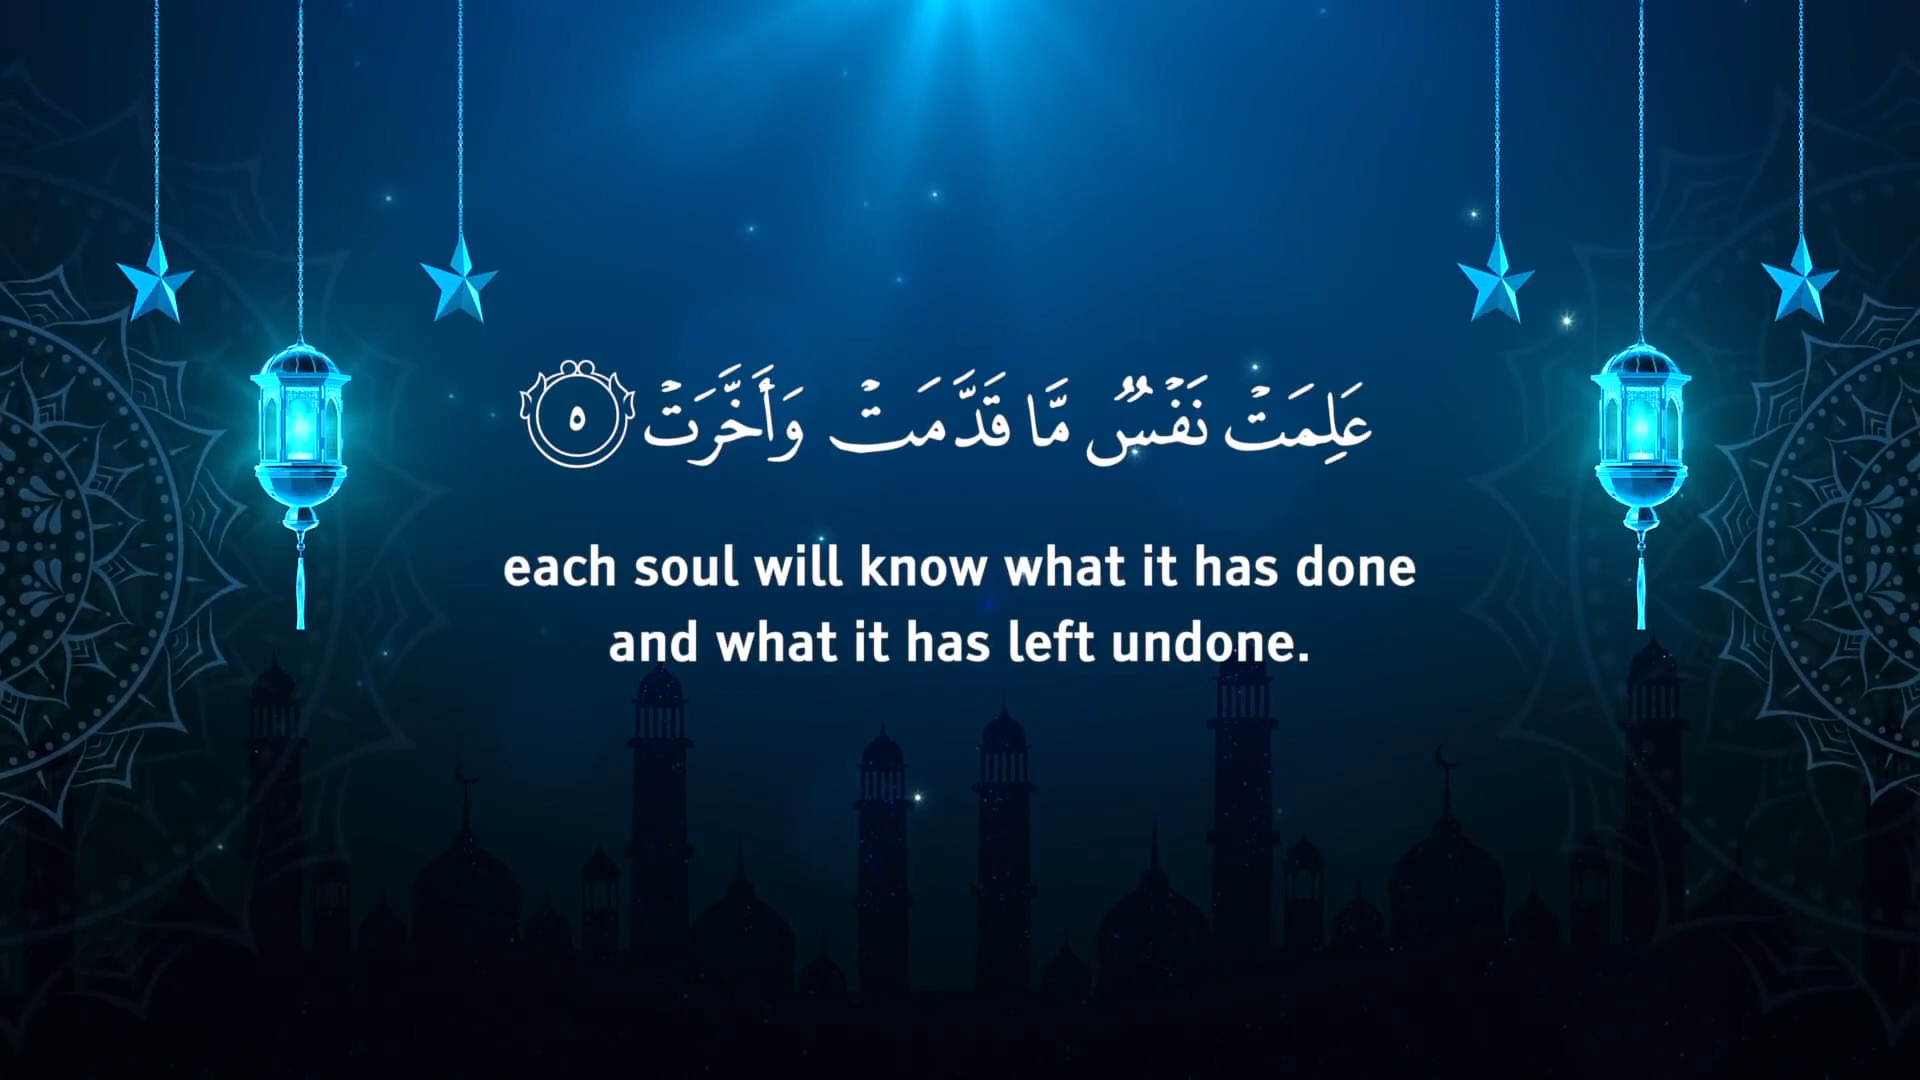 عَلِمَتۡ نَفۡسٞ مَّا قَدَّمَتۡ وَأَخَّرَتۡ ٥
each soul will know what it has done
and what it has left undone.